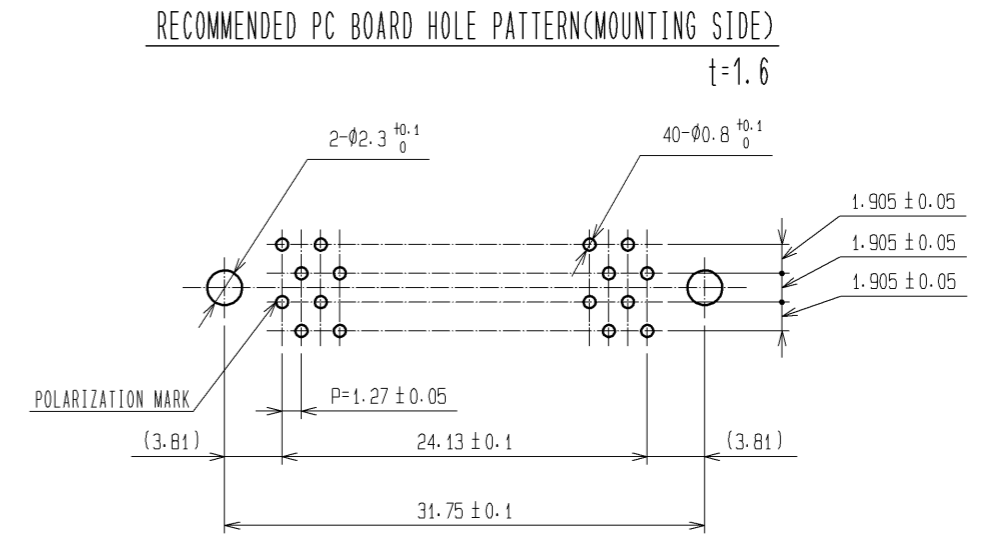 RECOMMENDED PC BOARD HOLE PATTERN(MOUNTING SIDE)
t=1.6
2-Ø2.3 +0.1 0
40-Ø0.8 +0.1 0
1.905 ±0.05
1.905 ±0.05
1.905 ±0.05
POLARIZATION MARK
P=1.27 ±0.05
(3.81)
24.13 ±0.1
(3.81)
31.75 ±0.1